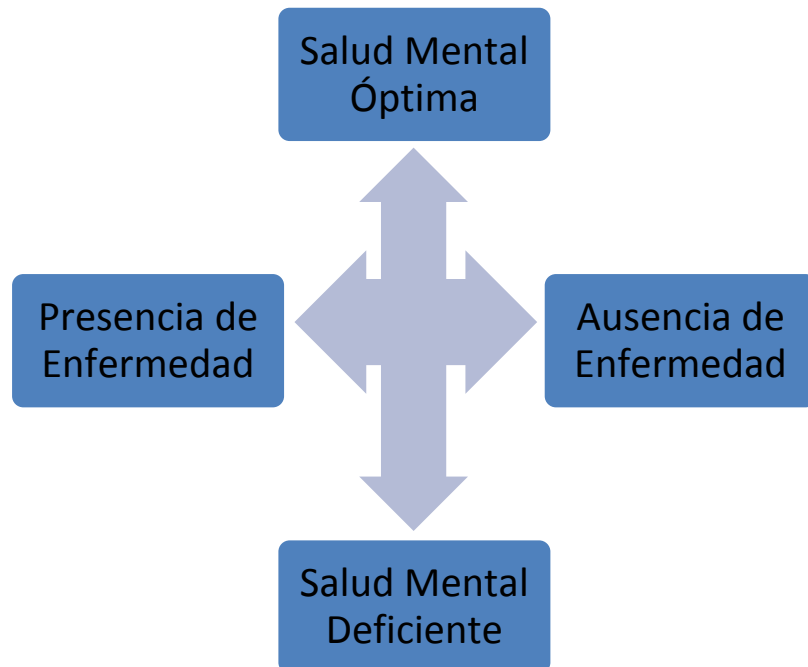 Salud Mental
Óptima
Presencia de
Enfermedad
Ausencia de
Enfermedad
Salud Mental
Deficiente